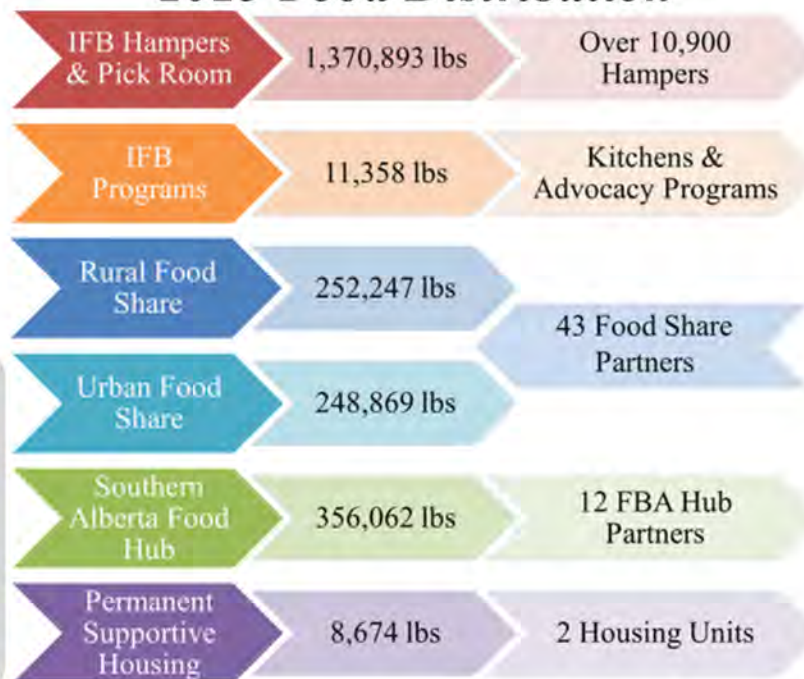 IFB Hampers
& Pick Room
1,370,893 lbs
Over 10,900
Hampers
IFB
Programs
11,358 lbs
Kitchens &
Advocacy Programs
Rural Food
Share
252,247 lbs
43 Food Share
Partners
Urban Food
Share
248,869 lbs
Southern
Alberta Food
Hub
356,062 lbs
12 FBA Hub
Partners
Permanent
Supportive
Housing
8,674 lbs
2 Housing Units